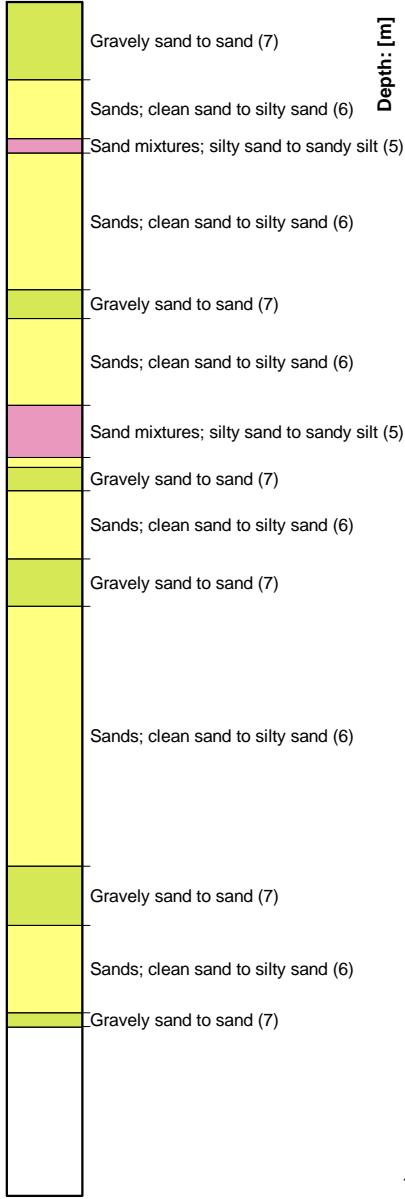 Gravely sand to sand (7)
Depth: [m]
Sands; clean sand to silty sand (6)
Sand mixtures; silty sand to sandy silt (5)
Sands; clean sand to silty sand (6)
Gravely sand to sand (7)
Sands; clean sand to silty sand (6)
Sand mixtures; silty sand to sandy silt (5)
Gravely sand to sand (7)
Sands; clean sand to silty sand (6)
Gravely sand to sand (7)
Sands; clean sand to silty sand (6)
Gravely sand to sand (7)
Sands; clean sand to silty sand (6)
Gravely sand to sand (7)